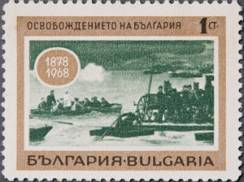 ОСВОБОЖДЕНИЕТО НА БЪЛГАРИЯ 1 СТ.
1878
1968
БЪЛГАРИЯ·BULGARIA